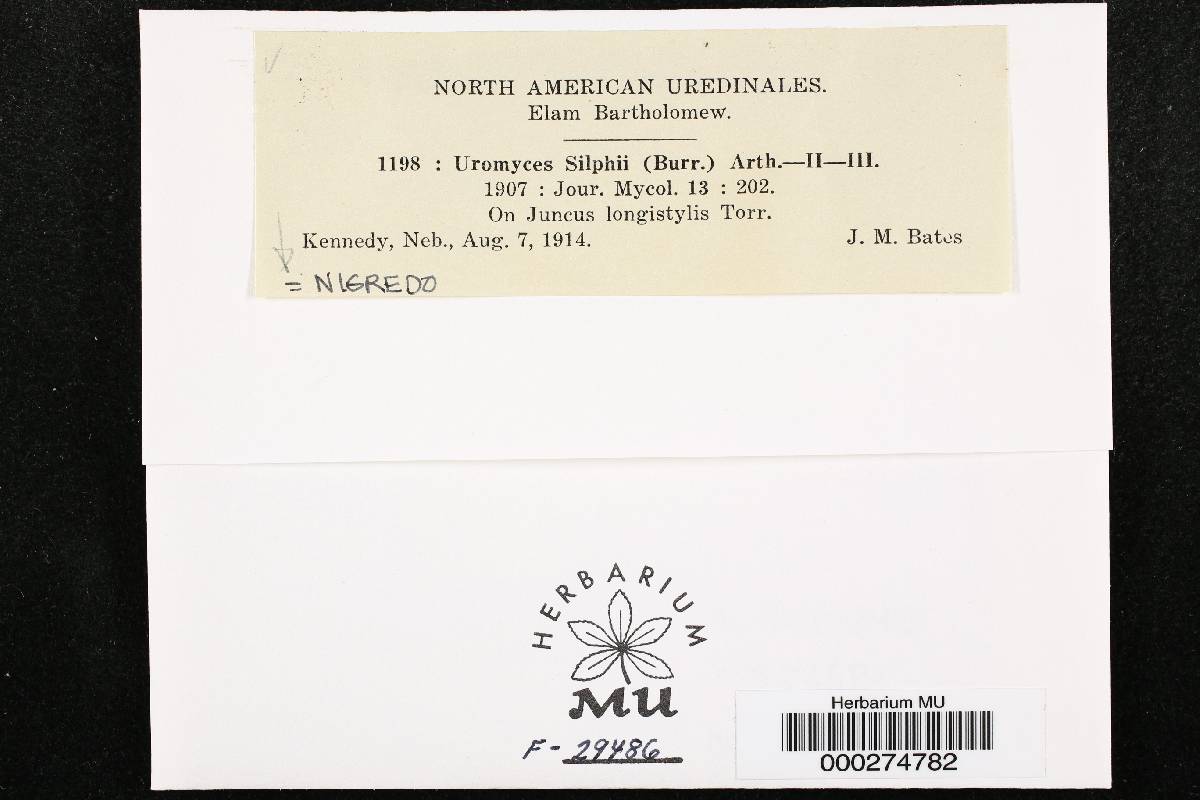 NORTH AMERICAN UREDINALES.
Elam Bartholomew.
1198 : Uromyces Silphii (Burr.) Arth.—II—III.
1907 : Jour. Mycol. 13 : 202.
On Juncus longistylis Torr.
Kennedy, Neb., Aug. 7, 1914. J. M. Bates
= NIGREDO
HERBARIUM
MU
F- 29486
Herbarium MU
000274782